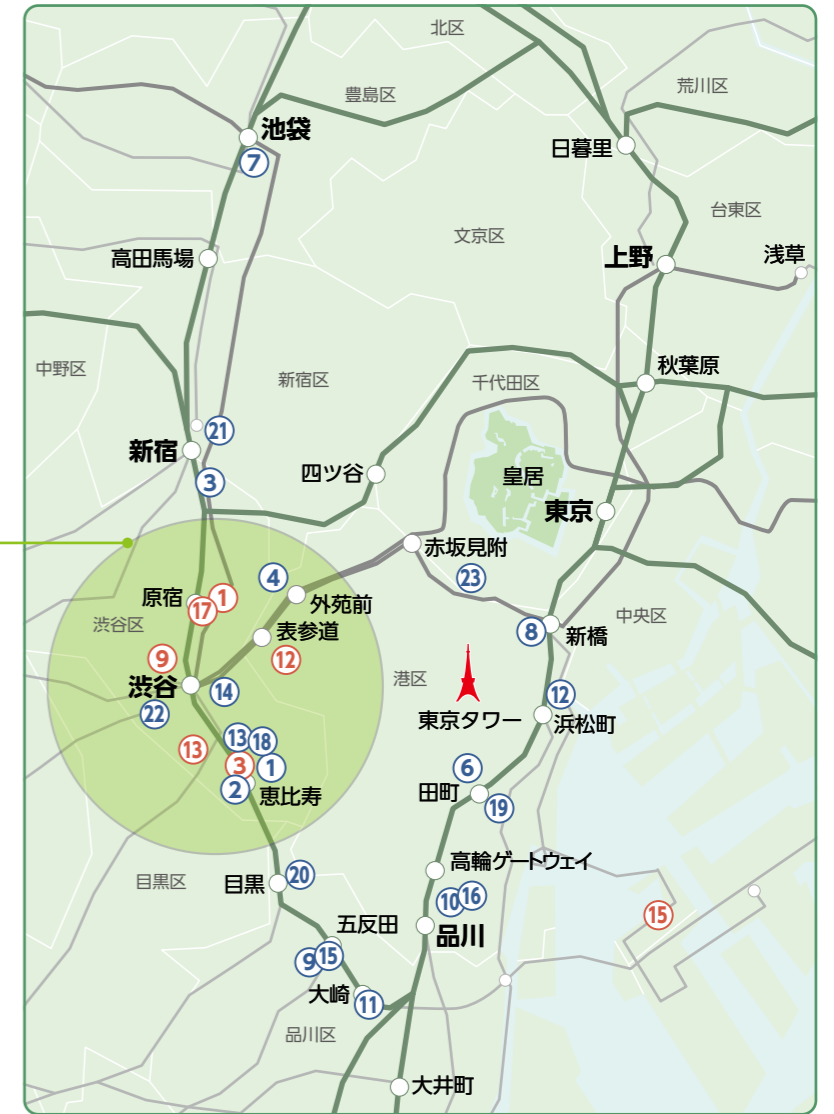 北区
荒川区
豊島区
池袋
日暮里
⑦
台東区
文京区
高田馬場
上野
浅草
秋葉原
中野区
新宿区
千代田区
㉑
新宿
四ツ谷
皇居
③
東京
赤坂見附
④
㉓
原宿
①
⑰
外苑前
渋谷区
表参道
中央区
⑧
新橋
⑨
⑫
港区
渋谷
⑭
⑫
㉒
東京タワー
浜松町
⑬
⑱
⑬
③
①
⑥
②
恵比寿
田町
⑲
高輪ゲートウェイ
目黒区
目黒
⑳
⑩
⑯
⑮
五反田
品川
⑨
⑮
大崎
⑪
品川区
大井町